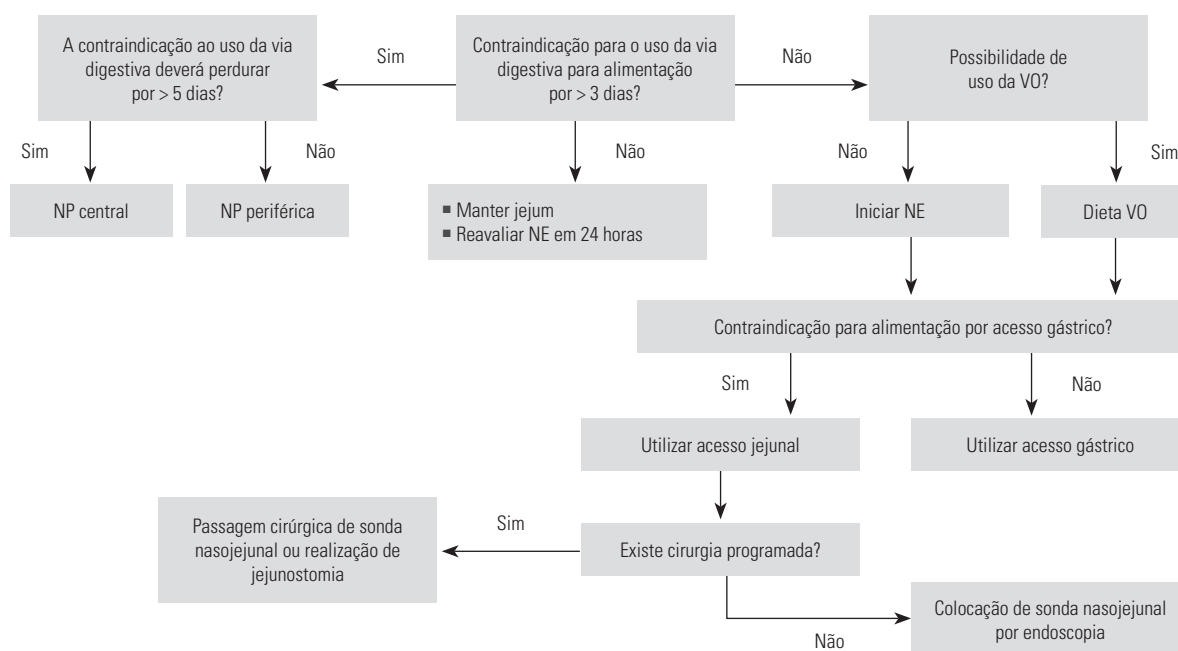 A contraindicação ao uso da via
digestiva deverá perdurar
por > 5 dias?
Sim
Contraindicação para o uso da via
digestiva para alimentação
por > 3 dias?
Não
Possibilidade de
uso da VO?
Sim
Não
Não
Não
Sim
NP central
NP periférica
■ Manter jejum
■ Reavaliar NE em 24 horas
Iniciar NE
Dieta VO
Contraindicação para alimentação por acesso gástrico?
Sim
Não
Utilizar acesso jejunal
Utilizar acesso gástrico
Passagem cirúrgica de sonda
nasojejunal ou realização de
jejunostomia
Sim
Existe cirurgia programada?
Não
Colocação de sonda nasojejunal
por endoscopia